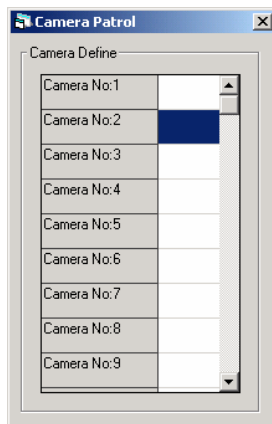 Camera Patrol
Camera Define
Camera No:1
Camera No:2
Camera No:3
Camera No:4
Camera No:5
Camera No:6
Camera No:7
Camera No:8
Camera No:9